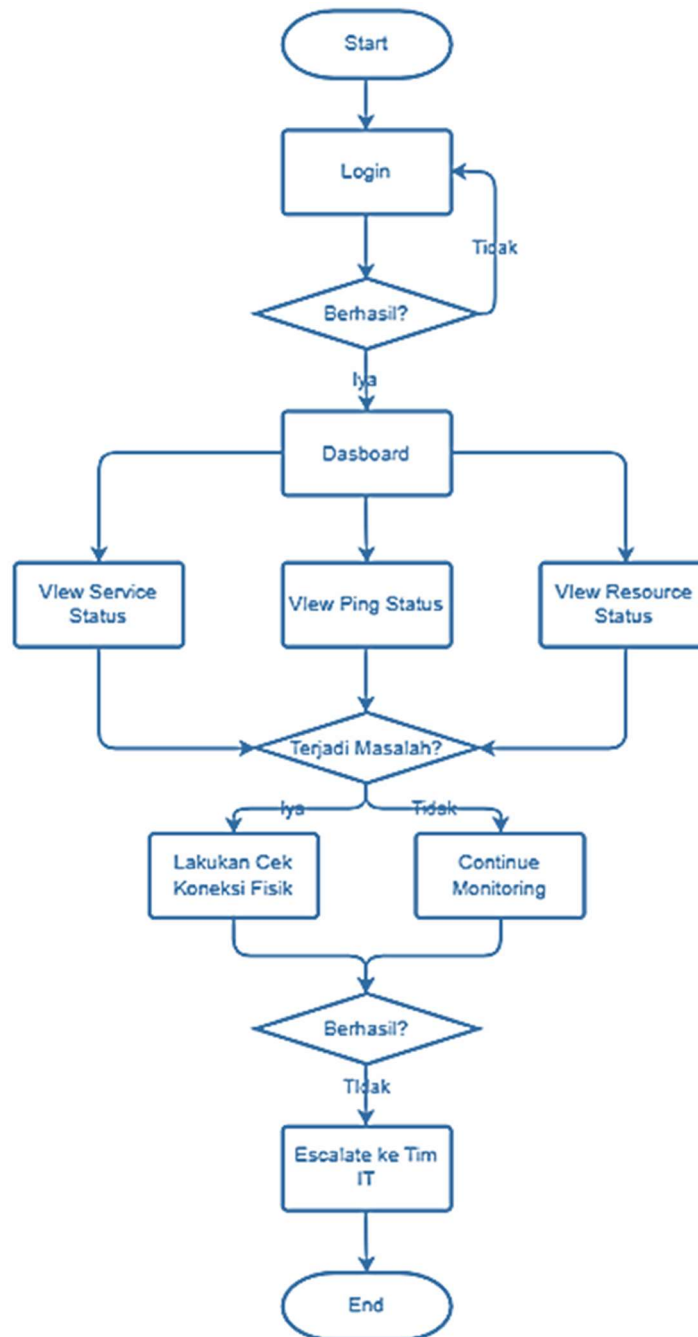 Start
Login
Tidak
Berhasil?
Iya
Dasboard
VIew Service
Status
VIew Ping Status
VIew Resource
Status
Terjadi Masalah?
Iya
Tidak
Lakukan Cek
Koneksi Fisik
Continue
Monitoring
Berhasil?
TIdak
Escalate ke Tim
IT
End